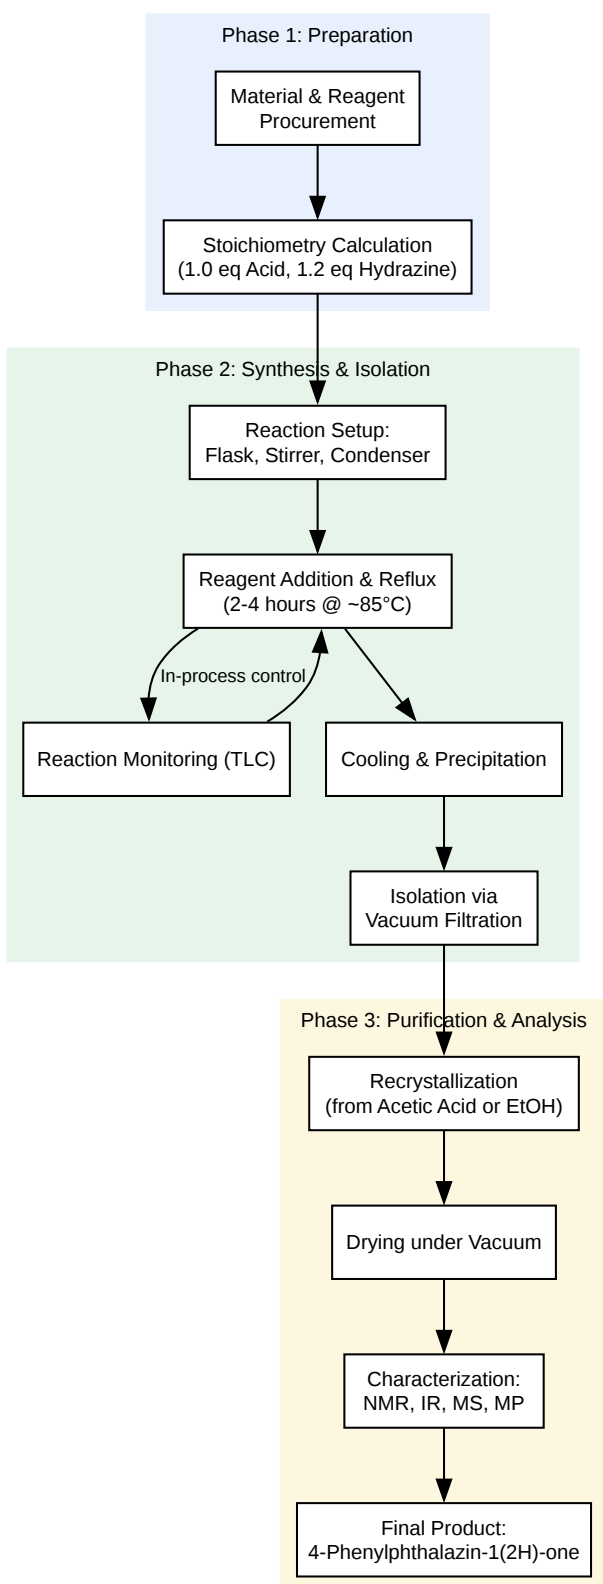 Phase 1: Preparation
Material & Reagent
Procurement
Stoichiometry Calculation
(1.0 eq Acid, 1.2 eq Hydrazine)
Phase 2: Synthesis & Isolation
Reaction Setup:
Flask, Stirrer, Condenser
Reagent Addition & Reflux
(2-4 hours @ ~85°C)
In-process control
Reaction Monitoring (TLC)
Cooling & Precipitation
Isolation via
Vacuum Filtration
Phase 3: Purification & Analysis
Recrystallization
(from Acetic Acid or EtOH)
Drying under Vacuum
Characterization:
NMR, IR, MS, MP
Final Product:
4-Phenylphthalazin-1(2H)-one